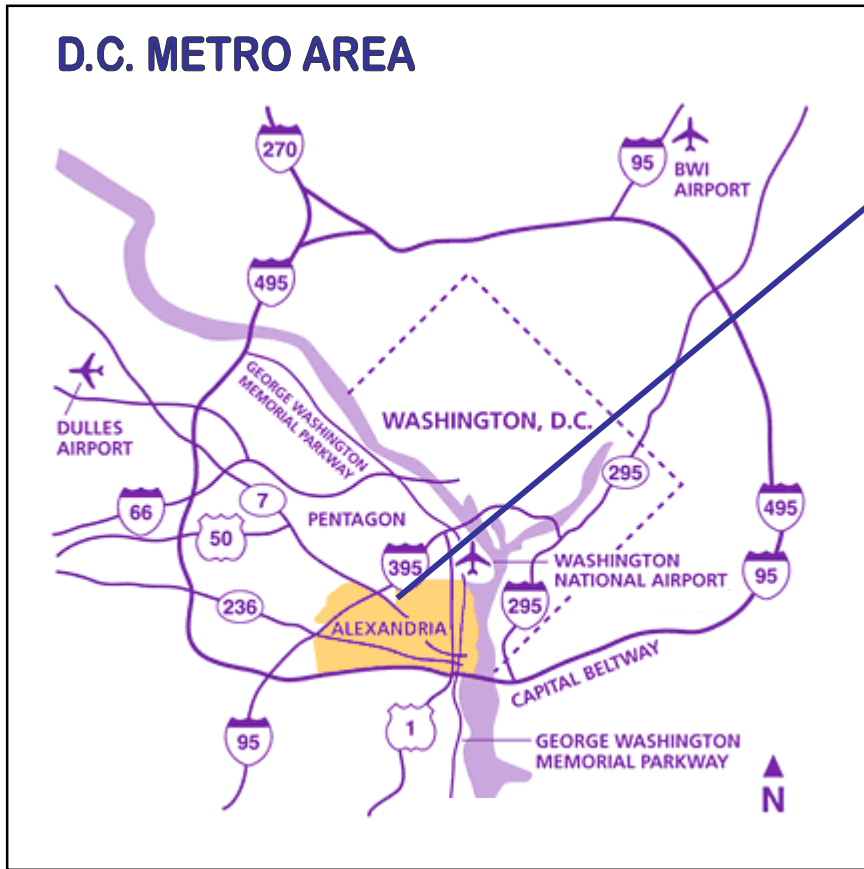 D.C. METRO AREA
270
95
BWI
AIRPORT
495
GEORGE WASHINGTON
MEMORIAL PARKWAY
DULLES
AIRPORT
WASHINGTON, D.C.
295
7
66
50
PENTAGON
495
395
WASHINGTON
NATIONAL AIRPORT
95
295
236
ALEXANDRIA
CAPITAL BELTWAY
95
1
GEORGE WASHINGTON
MEMORIAL PARKWAY
N